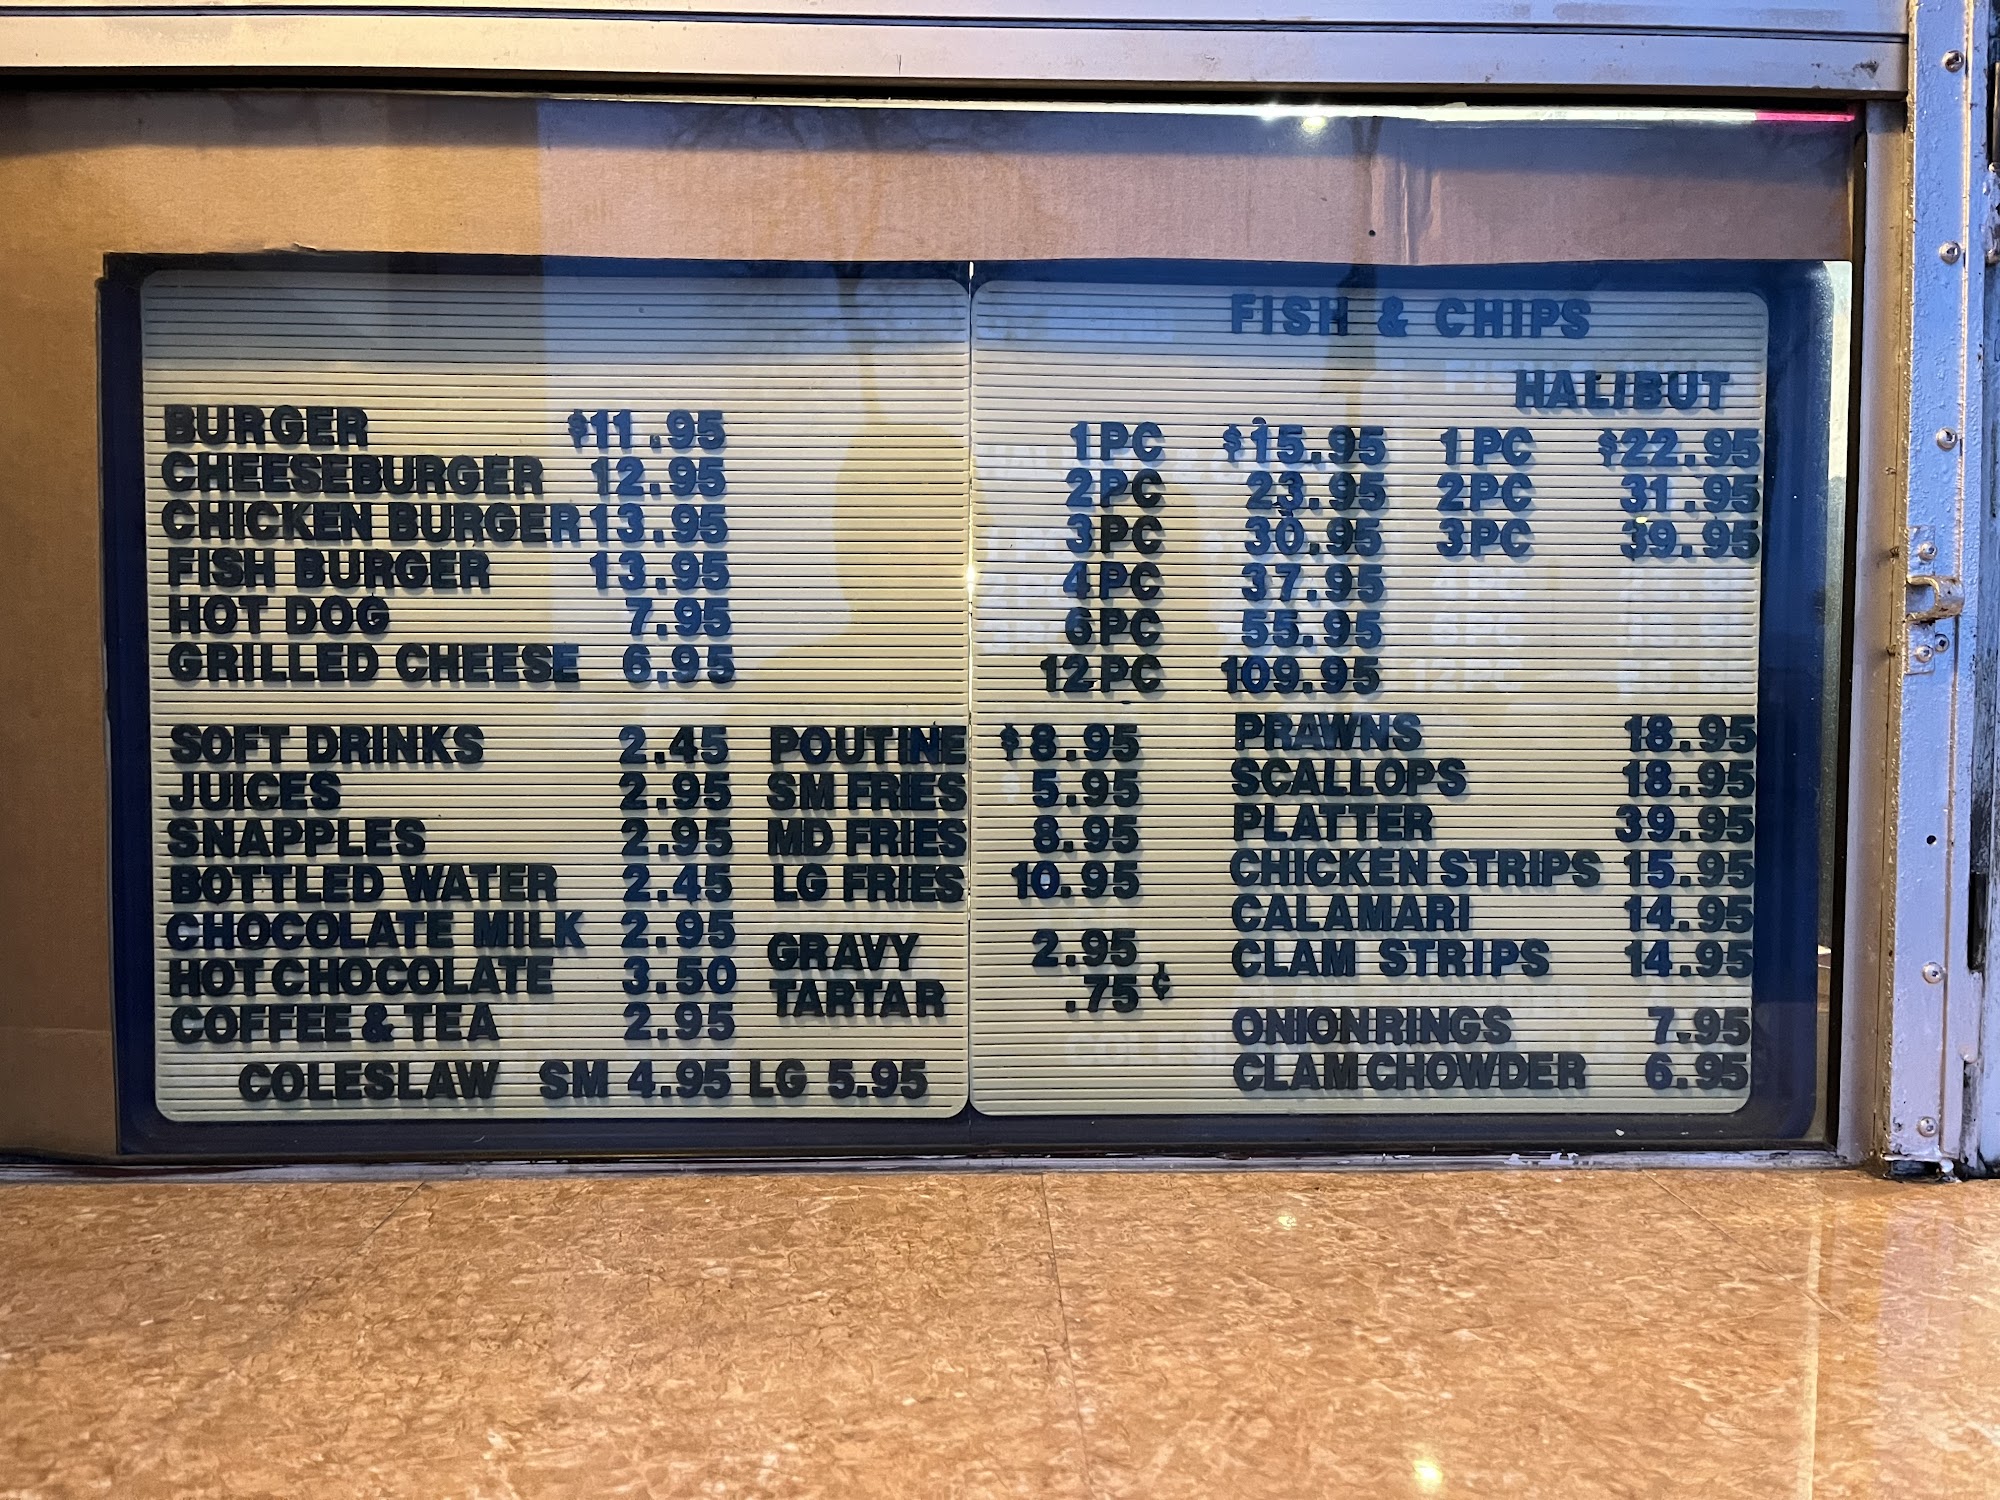 BURGER $11.95
CHEESEBURGER 12.95
CHICKEN BURGER 13.95
FISH BURGER 13.95
HOT DOG 7.95
GRILLED CHEESE 6.95
SOFT DRINKS 2.45
JUICES 2.95
SNAPPLES 2.95
BOTTLED WATER 2.45
CHOCOLATE MILK 2.95
HOT CHOCOLATE 3.50
COFFEE & TEA 2.95
POUTINE $8.95
SM FRIES 5.95
MD FRIES 8.95
LG FRIES 10.95
GRAVY 2.95
TARTAR .75¢
COLESLAW SM 4.95 LG 5.95
FISH & CHIPS
HALIBUT
1PC $15.95 1PC $22.95
2PC 23.95 2PC 31.95
3PC 30.95 3PC 39.95
4PC 37.95
6PC 55.95
12PC 109.95
PRAWNS 18.95
SCALLOPS 18.95
PLATTER 39.95
CHICKEN STRIPS 15.95
CALAMARI 14.95
CLAM STRIPS 14.95
ONION RINGS 7.95
CLAM CHOWDER 6.95